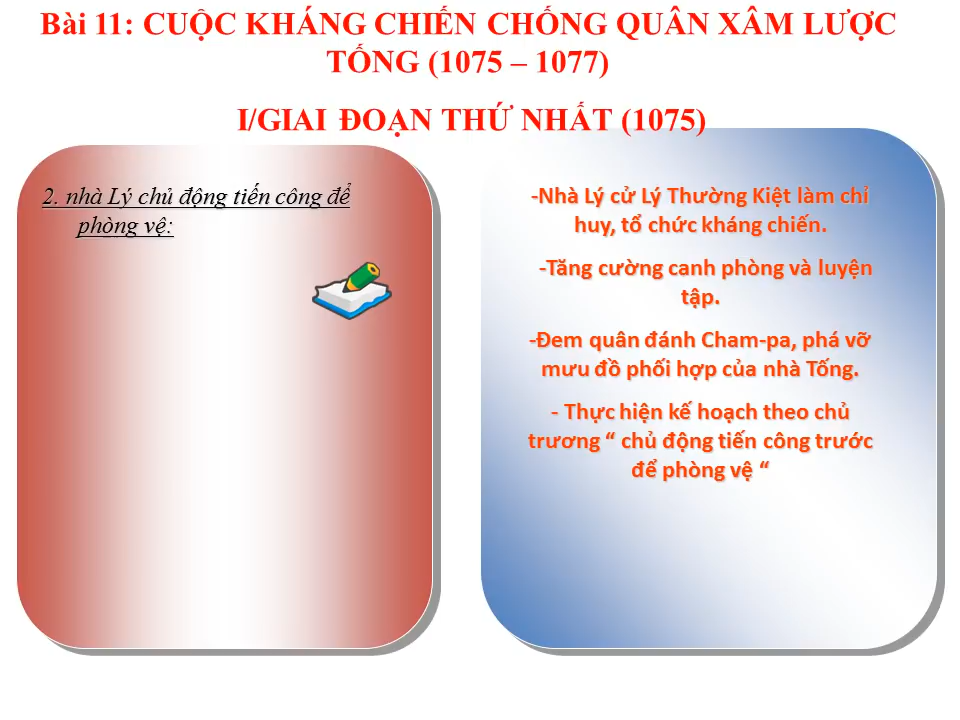 Bài 11: CUỘC KHÁNG CHIẾN CHỐNG QUÂN XÂM LƯỢC
TỐNG (1075 – 1077)
I/GIAI ĐOẠN THỨ NHẤT (1075)
2. nhà Lý chủ động tiến công để
phòng vệ:
-Nhà Lý cử Lý Thường Kiệt làm chỉ
huy, tổ chức kháng chiến.
-Tăng cường canh phòng và luyện
tập.
-Đem quân đánh Cham-pa, phá vỡ
mưu đồ phối hợp của nhà Tống.
- Thực hiện kế hoạch theo chủ
trương “ chủ động tiến công trước
để phòng vệ “